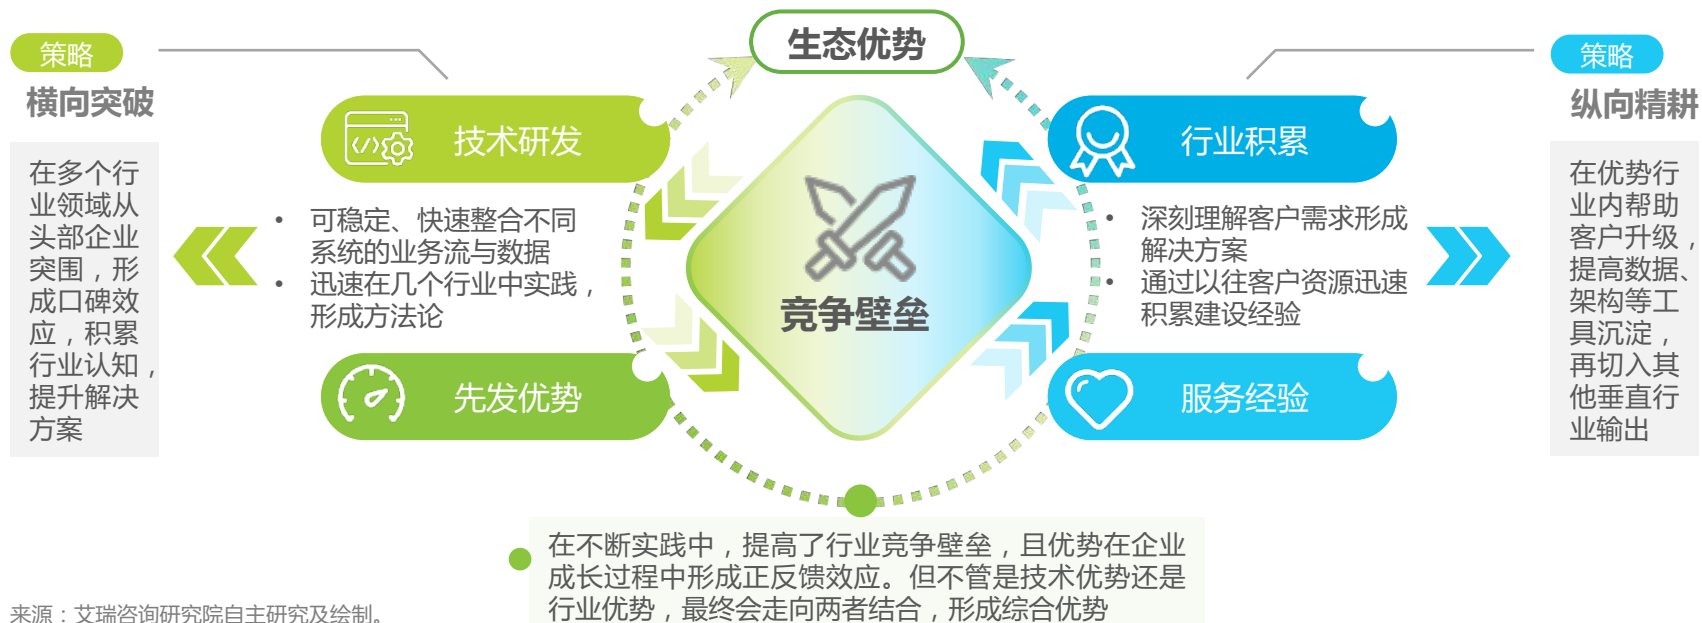 生态优势
策略
横向突破
在多个行
业领域从
头部企业
突围，形
成口碑效
应，积累
行业认知，
提升解决
方案
技术研发
• 可稳定、快速整合不同
系统的业务流与数据
• 迅速在几个行业中实践，
形成方法论
先发优势
竞争壁垒
行业积累
• 深刻理解客户需求形成
解决方案
• 通过以往客户资源迅速
积累建设经验
服务经验
策略
纵向精耕
在优势行
业内帮助
客户升级，
提高数据、
架构等工
具沉淀，
再切入其
他垂直行
业输出
在不断实践中，提高了行业竞争壁垒，且优势在企业
成长过程中形成正反馈效应。但不管是技术优势还是
行业优势，最终会走向两者结合，形成综合优势
来源：艾瑞咨询研究院自主研究及绘制。